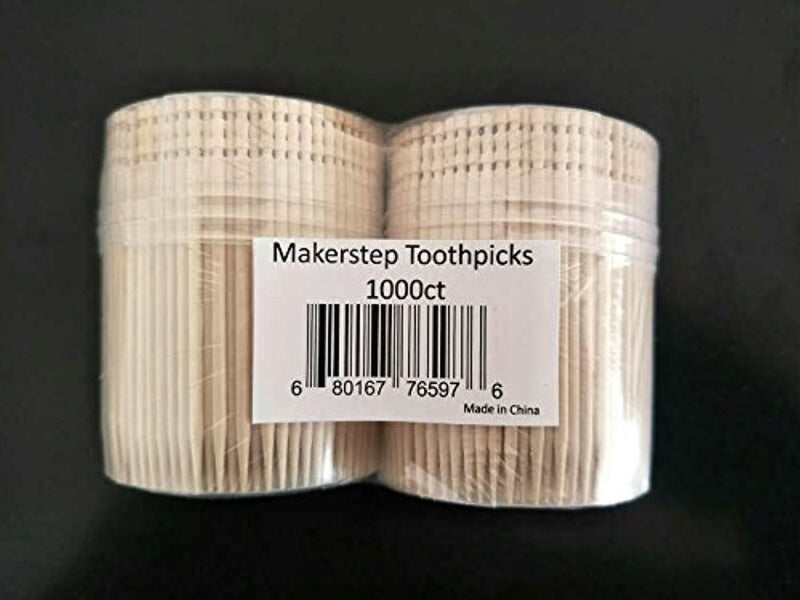 Makerstep Toothpicks
1000ct
6 80167 76597 6
Made in China